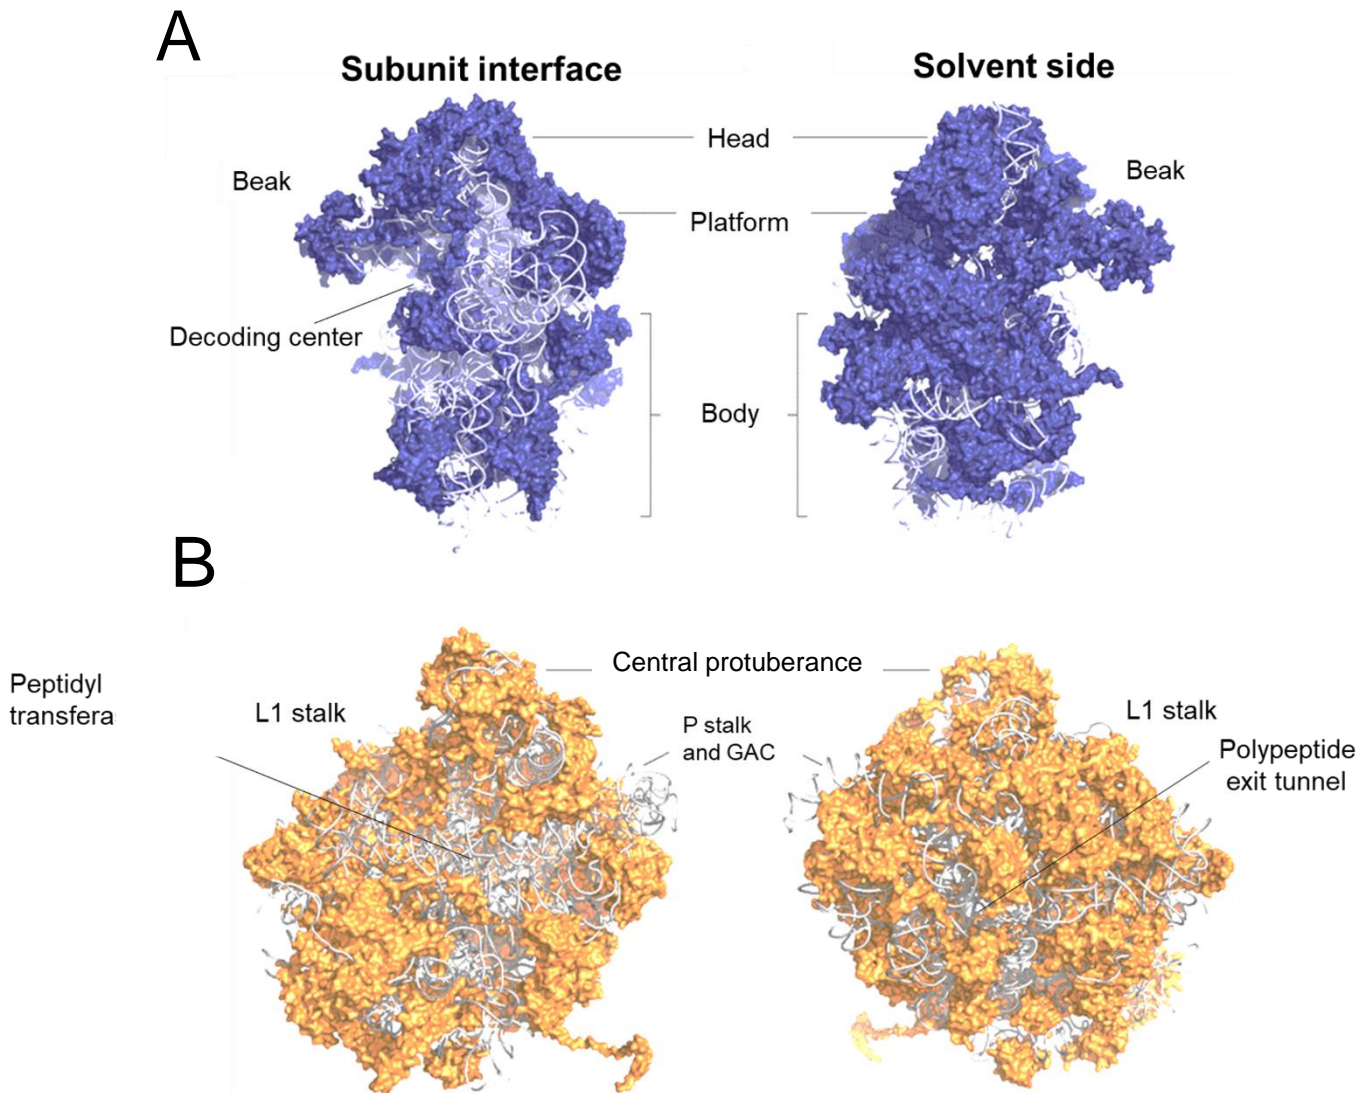 A
Subunit interface
Solvent side
Head
Beak
Beak
Platform
Decoding center
Body
B
Central protuberance
Peptidyl
transfera
L1 stalk
L1 stalk
P stalk
and GAC
Polypeptide
exit tunnel